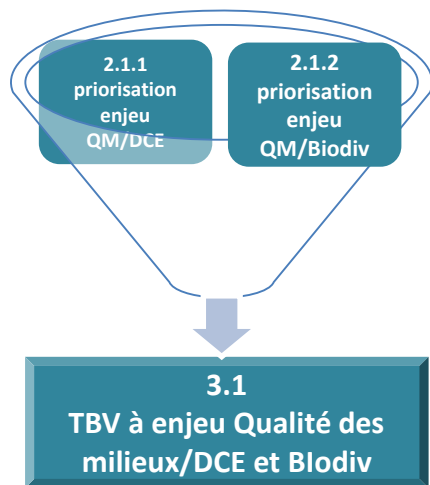 2.1.1
priorisation
enjeu
QM/DCE
2.1.2
priorisation
enjeu
QM/Biodiv
3.1
TBV à enjeu Qualité des
milieux/DCE et BIodiv